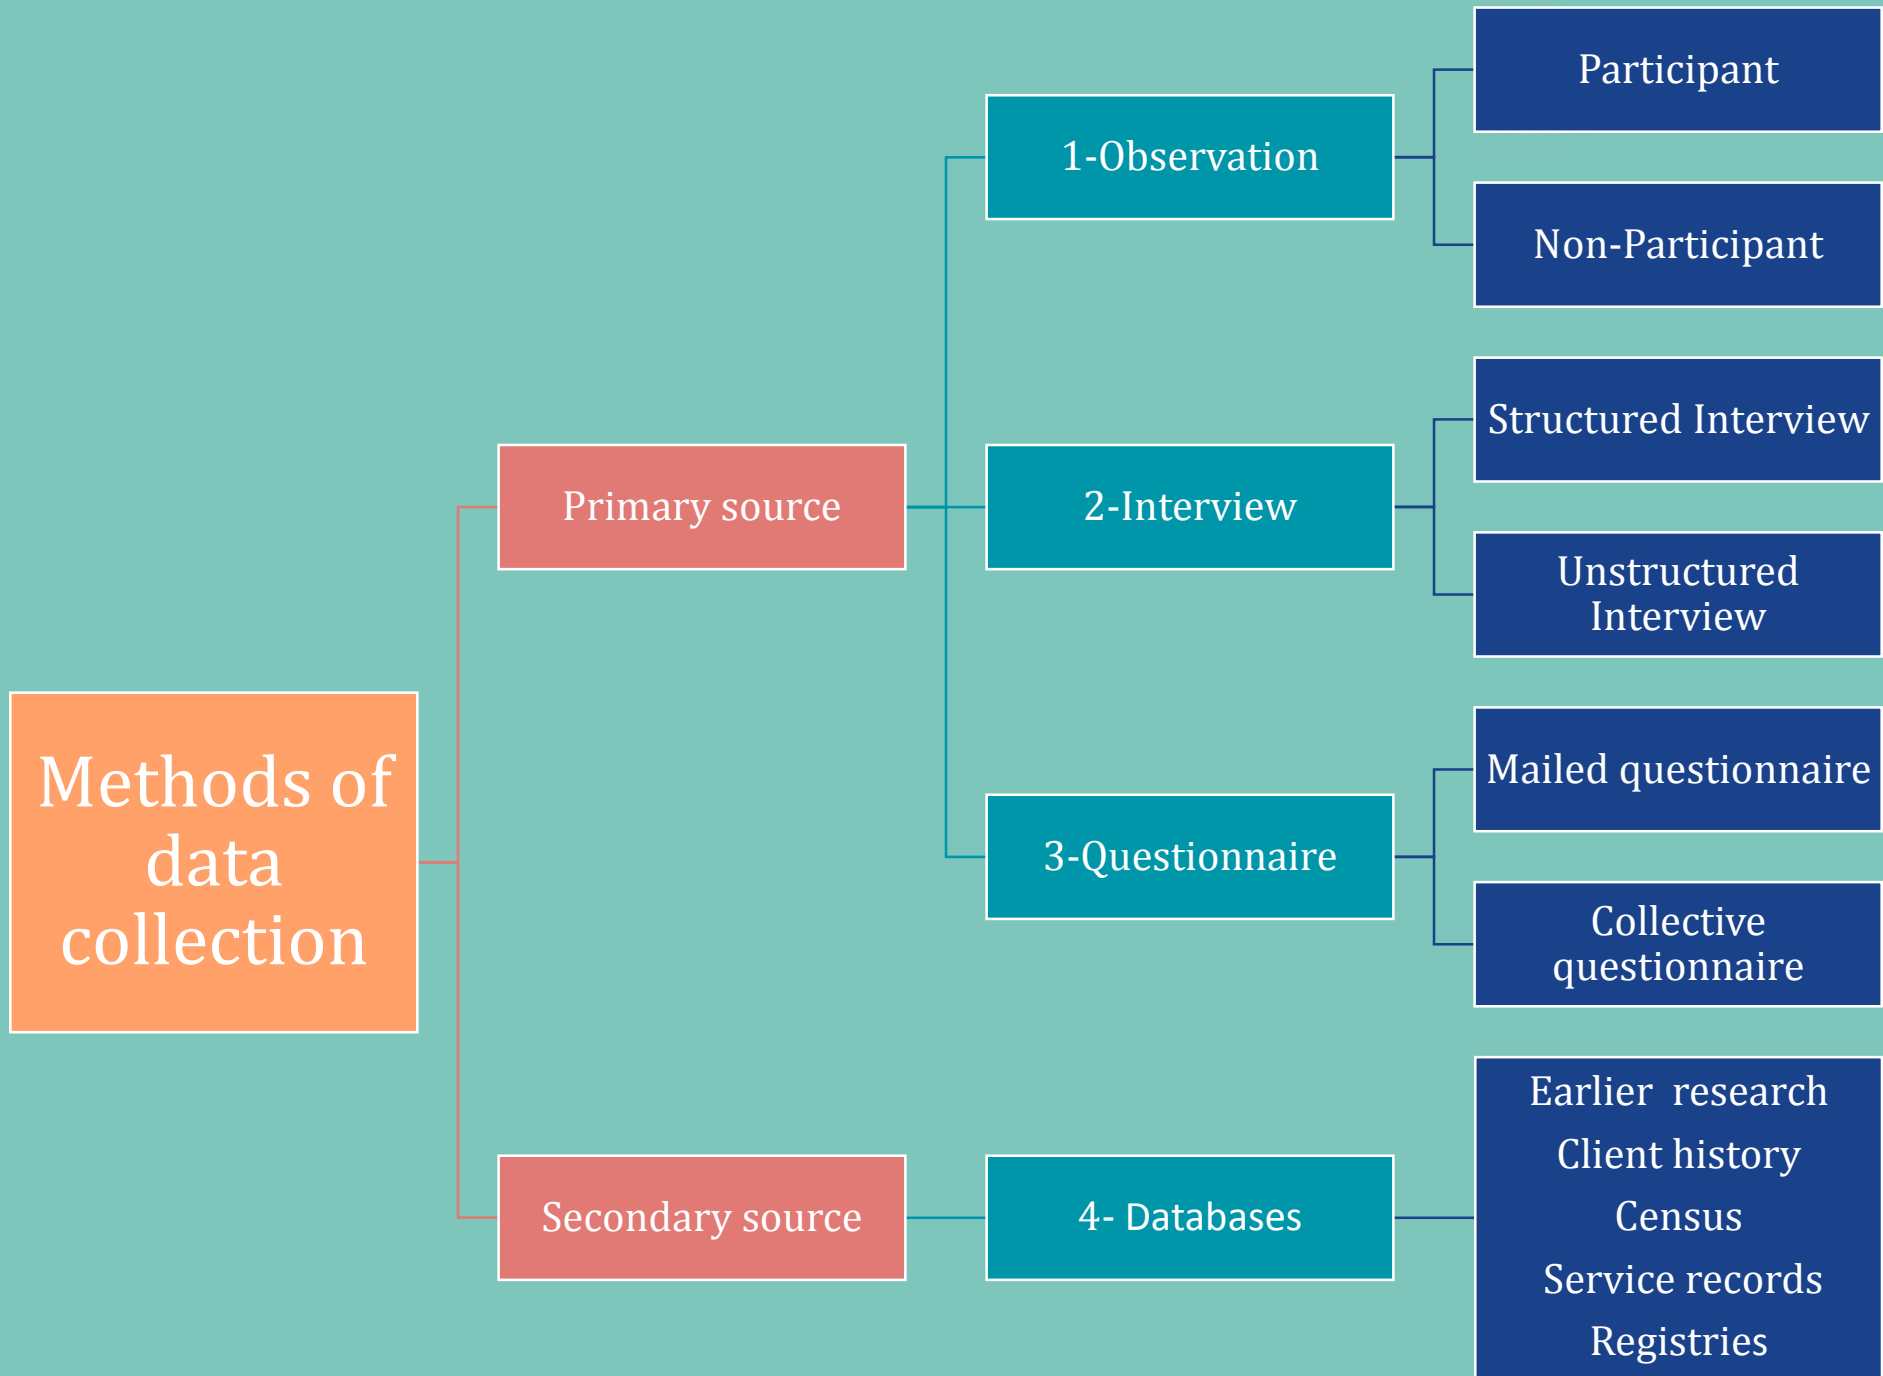 Methods of
data
collection
Primary source
1-Observation
Participant
Non-Participant
2-Interview
Structured Interview
Unstructured
Interview
3-Questionnaire
Mailed questionnaire
Collective
questionnaire
Secondary source
4- Databases
Earlier  research
Client history
Census
Service records
Registries